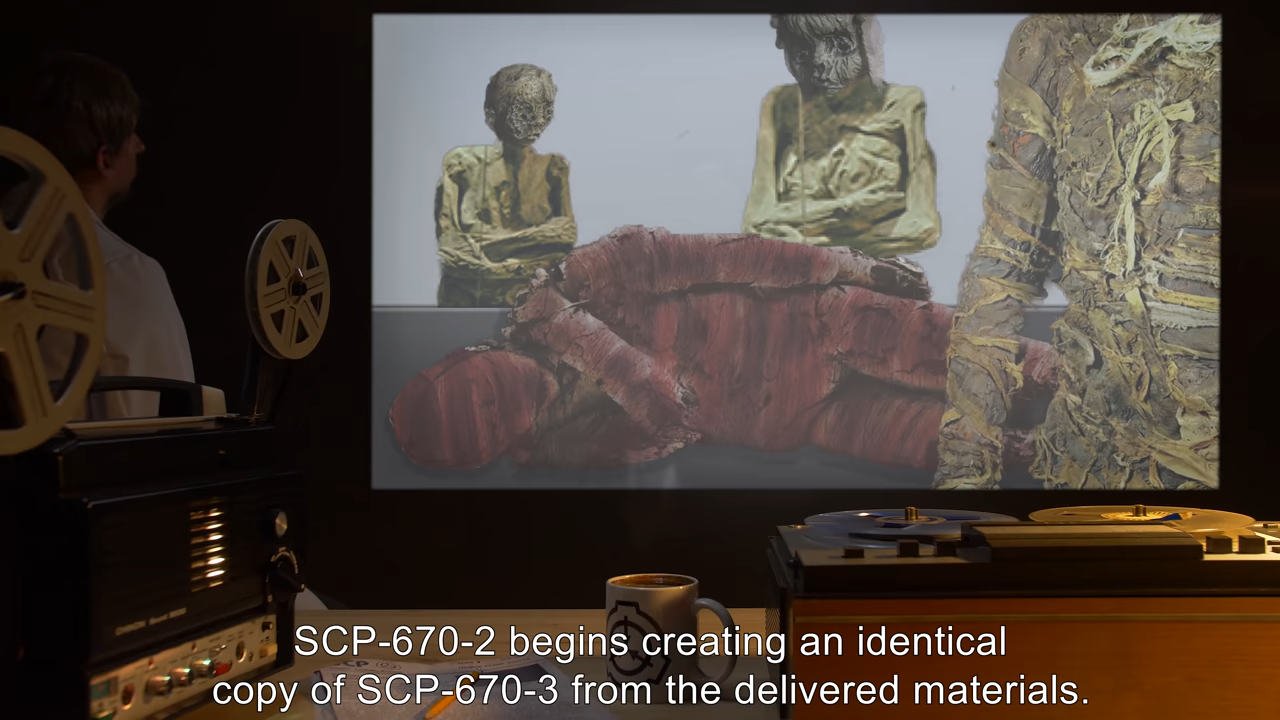 SCP-670-2 begins creating an identical
copy of SCP-670-3 from the delivered materials.